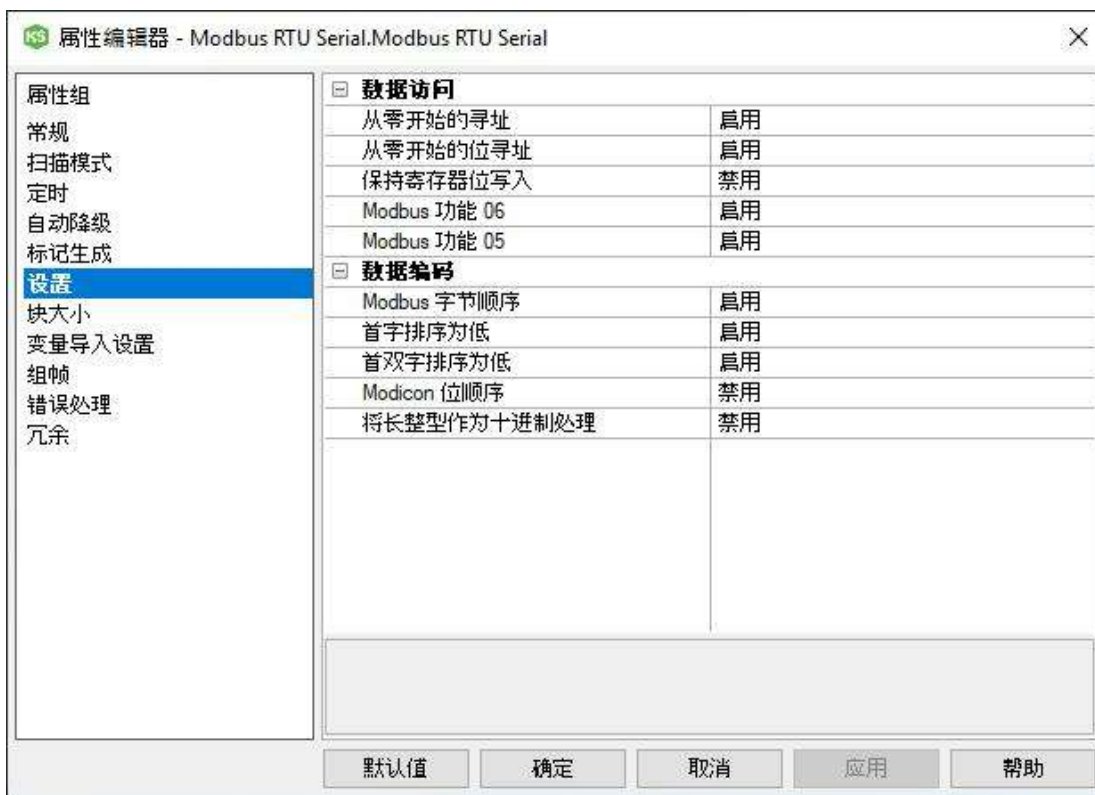 KS 属性编辑器 - Modbus RTU Serial.Modbus RTU Serial
属性组
常规
扫描模式
定时
自动降级
标记生成
设置
块大小
变量导入设置
组帧
错误处理
冗余
数据访问
从零开始的寻址 启用
从零开始的位寻址 启用
保持寄存器位写入 禁用
Modbus 功能 06 启用
Modbus 功能 05 启用
数据编码
Modbus 字节顺序 启用
首字排序为低 启用
首双字排序为低 启用
Modicon 位顺序 禁用
将长整型作为十进制处理 禁用
默认值 确定 取消 应用 帮助